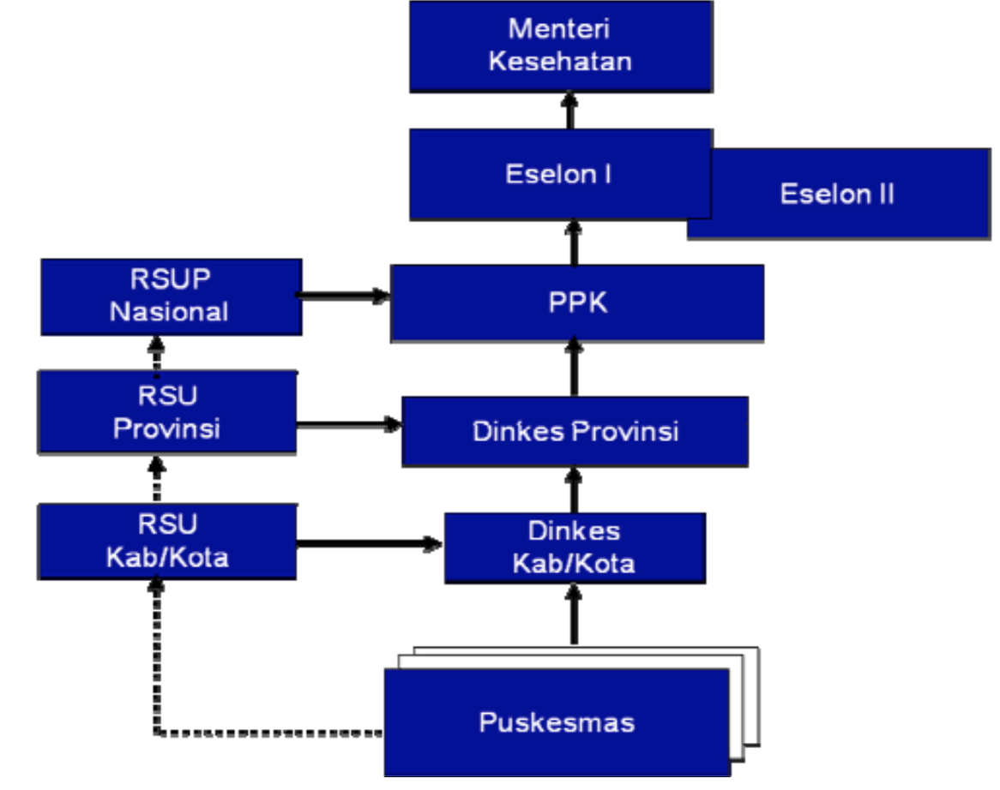 Menteri
Kesehatan
Eselon I
Eselon II
RSUP
Nasional
PPK
RSU
Provinsi
Dinkes Provinsi
RSU
Kab/Kota
Dinkes
Kab/Kota
Puskesmas